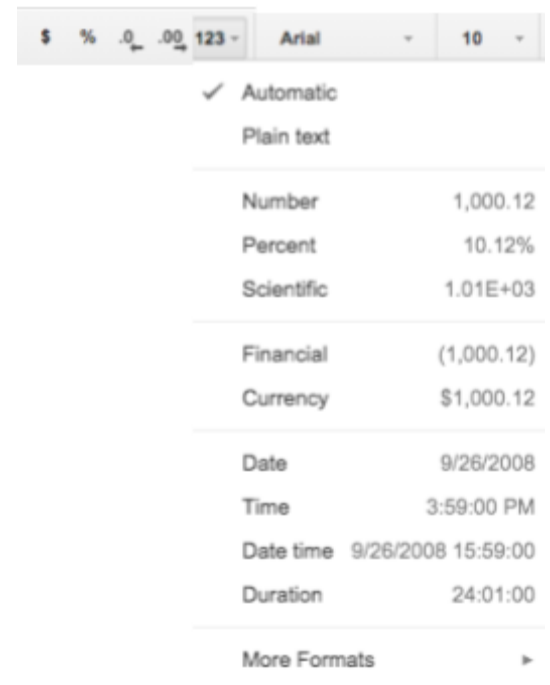 $ % .0 .00 123 Arial 10
Automatic
Plain text
Number 1,000.12
Percent 10.12%
Scientific 1.01E+03
Financial (1,000.12)
Currency $1,000.12
Date 9/26/2008
Time 3:59:00 PM
Date time 9/26/2008 15:59:00
Duration 24:01:00
More Formats